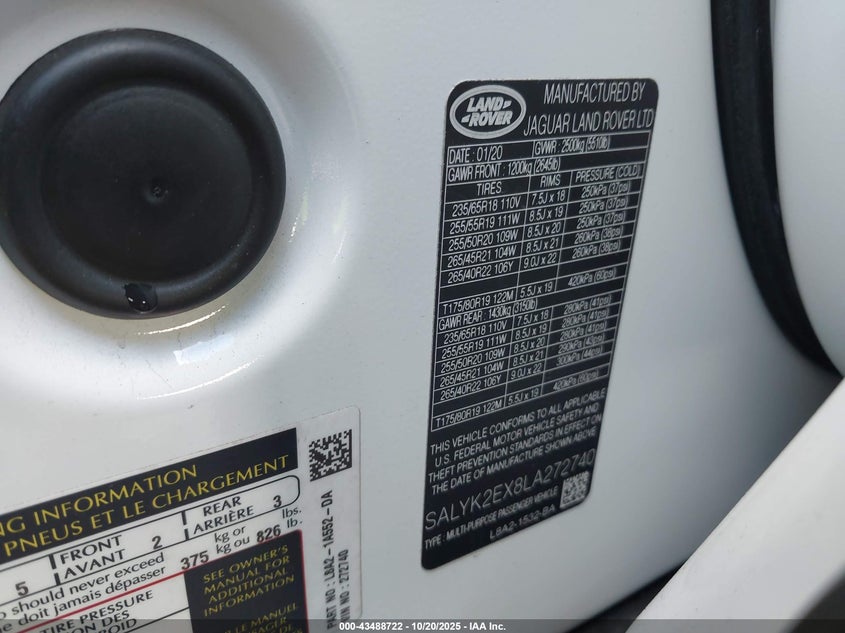 LAND
ROVER
MANUFACTURED BY
JAGUAR LAND ROVER LTD
DATE : 01/20 GVWR : 2500kg (5510lb)
GAWR FRONT : 1200kg (2645lb)
TIRES RIMS PRESSURE (COLD)
235/65R18 110V 7.5J x 18 250kPa (37psi)
255/55R19 111W 8.5J x 19 250kPa (37psi)
255/50R20 109W 8.5J x 20 250kPa (37psi)
265/45R21 104W 8.5J x 21 260kPa (38psi)
265/40R22 106Y 9.0J x 22 260kPa (38psi)
T175/80R19 122M 5.5J x 19 420kPa (60psi)
GAWR REAR : 1430kg (3150lb)
235/65R18 110V 7.5J x 18 280kPa (41psi)
255/55R19 111W 8.5J x 19 280kPa (41psi)
255/50R20 109W 8.5J x 20 280kPa (41psi)
265/45R21 104W 8.5J x 21 290kPa (43psi)
265/40R22 106Y 9.0J x 22 300kPa (44psi)
T175/80R19 122M 5.5J x 19 420kPa (60psi)
THIS VEHICLE CONFORMS TO ALL APPLICABLE
U.S. FEDERAL MOTOR VEHICLE SAFETY AND
THEFT PREVENTION STANDARDS IN EFFECT ON
THE DATE OF MANUFACTURE SHOWN ABOVE
SALYK2EX8LA272740
TYPE : MULTI-PURPOSE PASSENGER VEHICLE
L8A2-1532-BA
INFORMATION
PNEUS ET LE CHARGEMENT
5 FRONT AVANT 2 REAR ARRIÈRE 3
should never exceed 375 kg or 826 lb.
ne doit jamais dépasser kg ou lb.
TIRE PRESSURE
SEE OWNER'S
MANUAL FOR
ADDITIONAL
INFORMATION
LE MANUEL
PART NO : L8A2-1A552-DA
VIN NO : 272740
000-43488722 - 10/20/2025 - © IAA Inc.